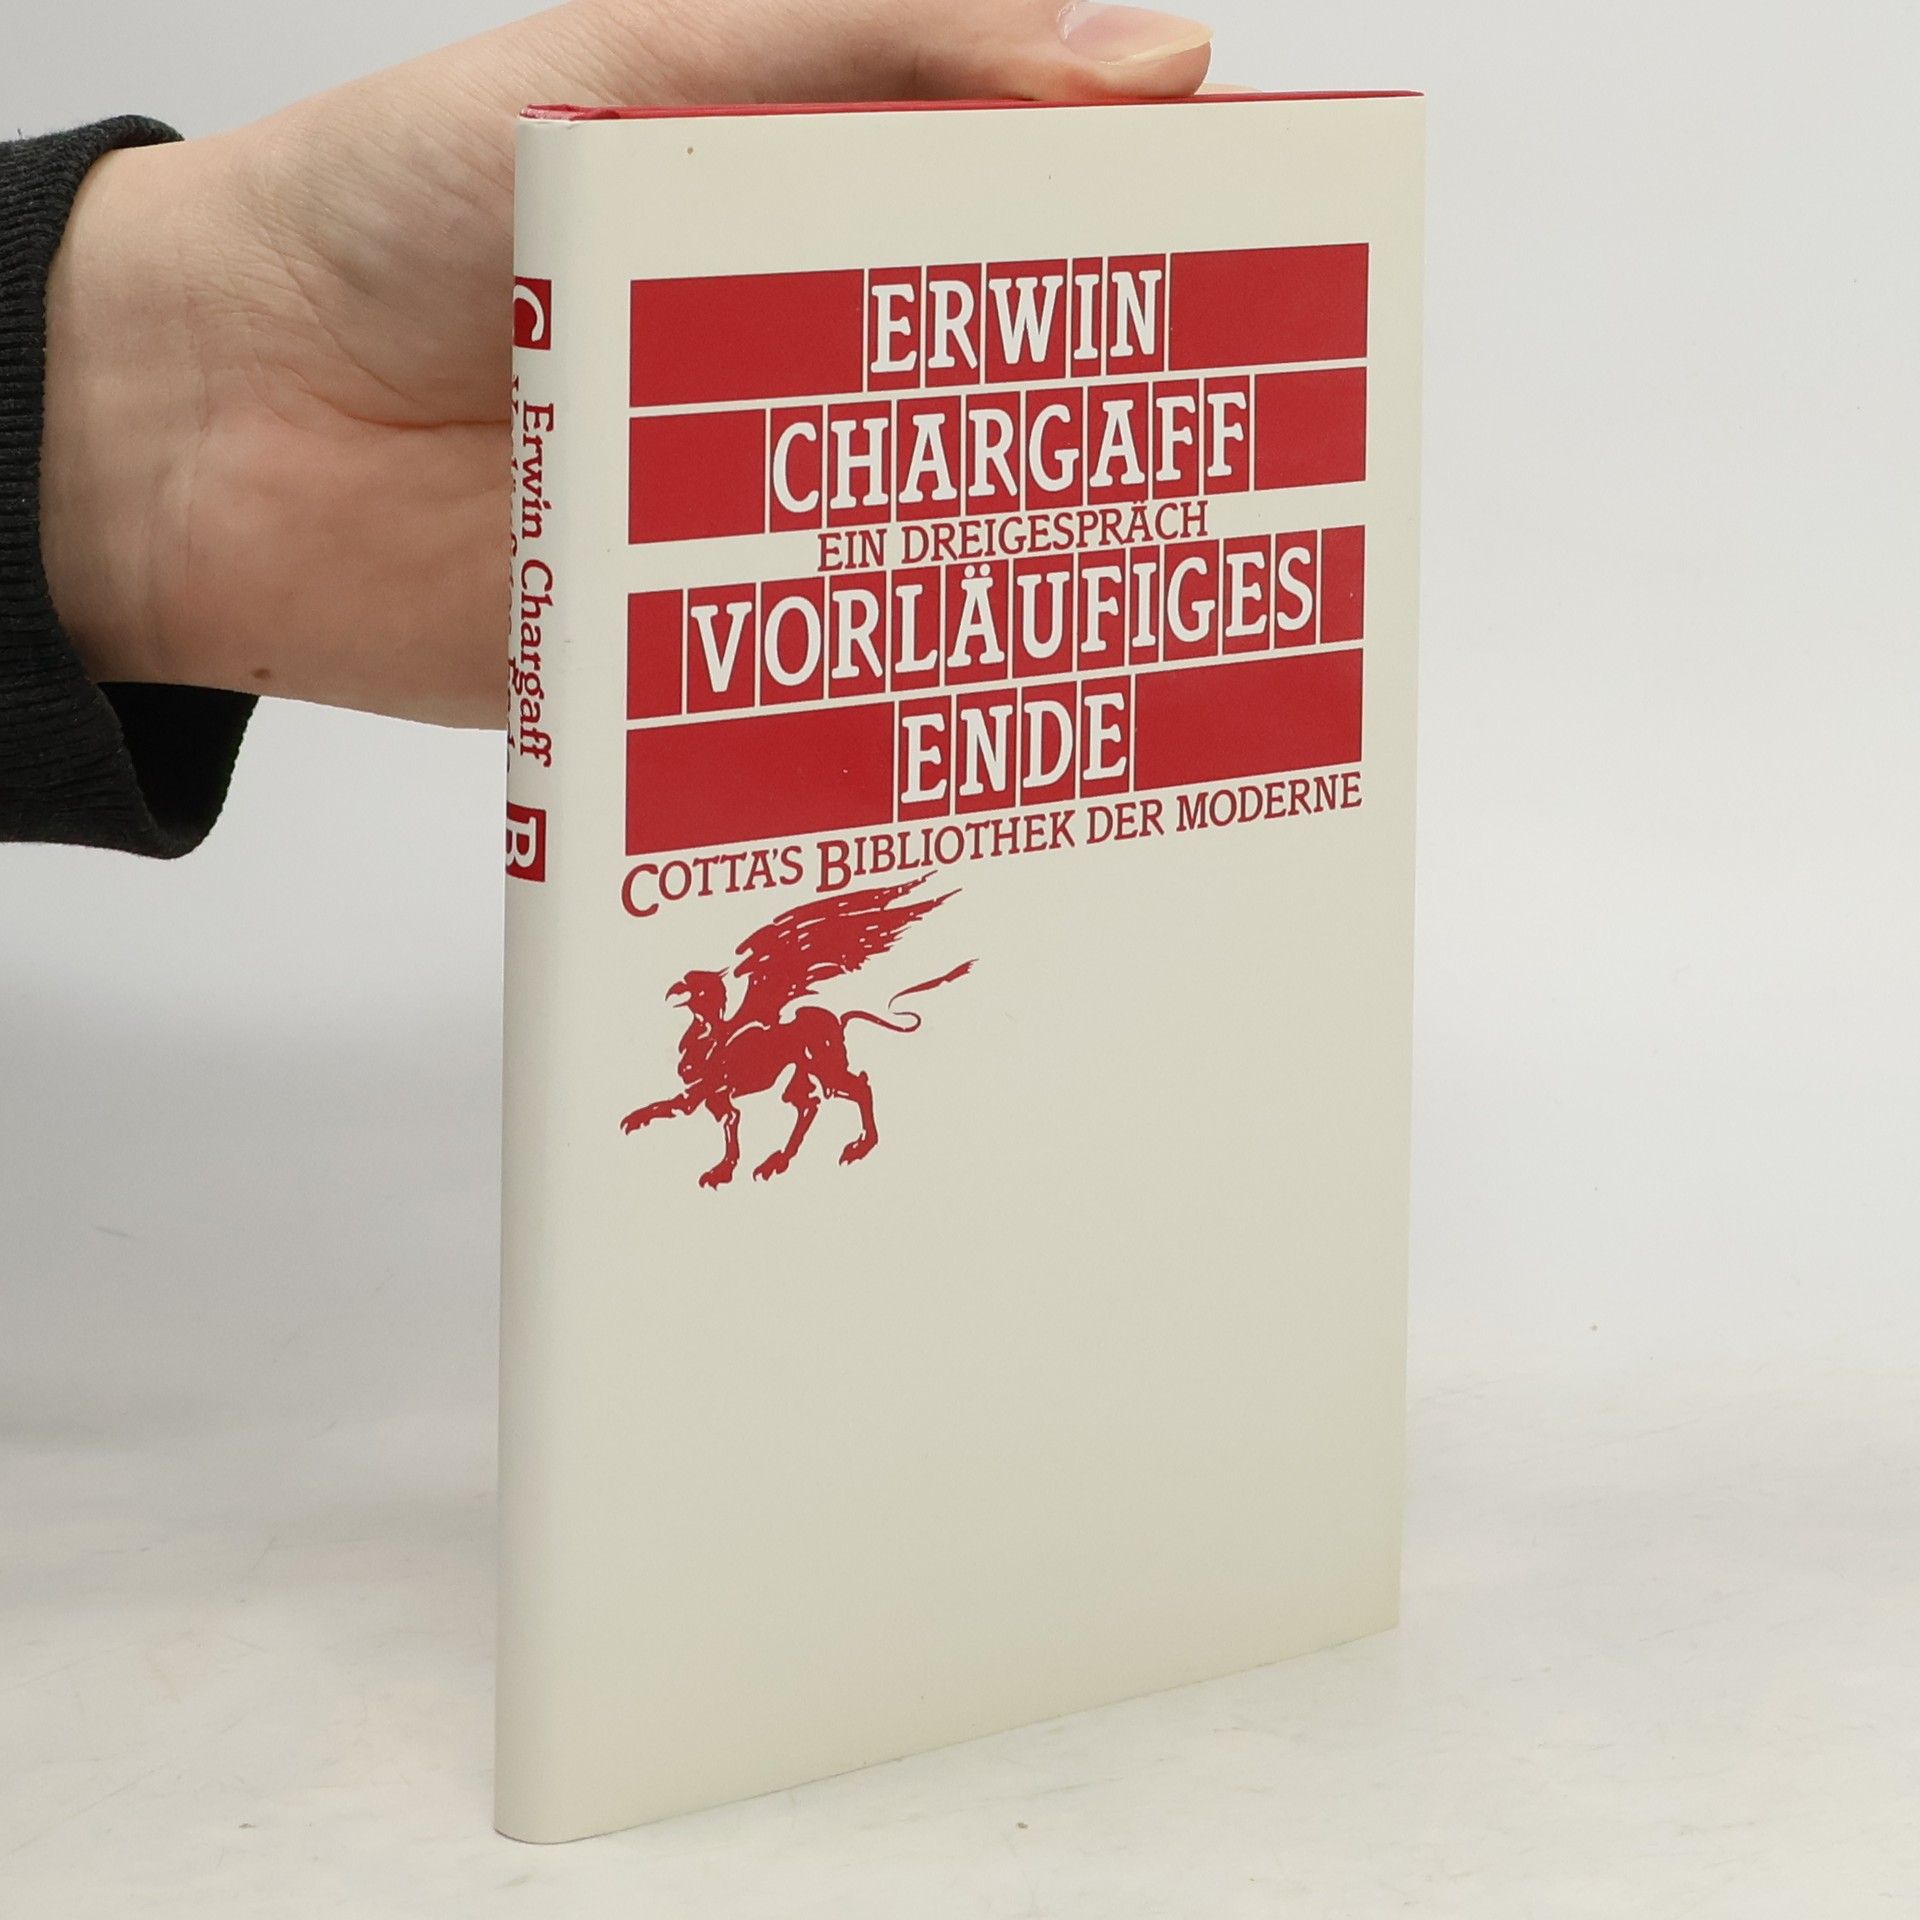 ERWIN
CHARGAFF
EIN DREIGESPRÄCH
VORLÄUFIGES
ENDE
COTTA'S BIBLIOTHEK DER MODERNE
C
Erwin Chargaff
B